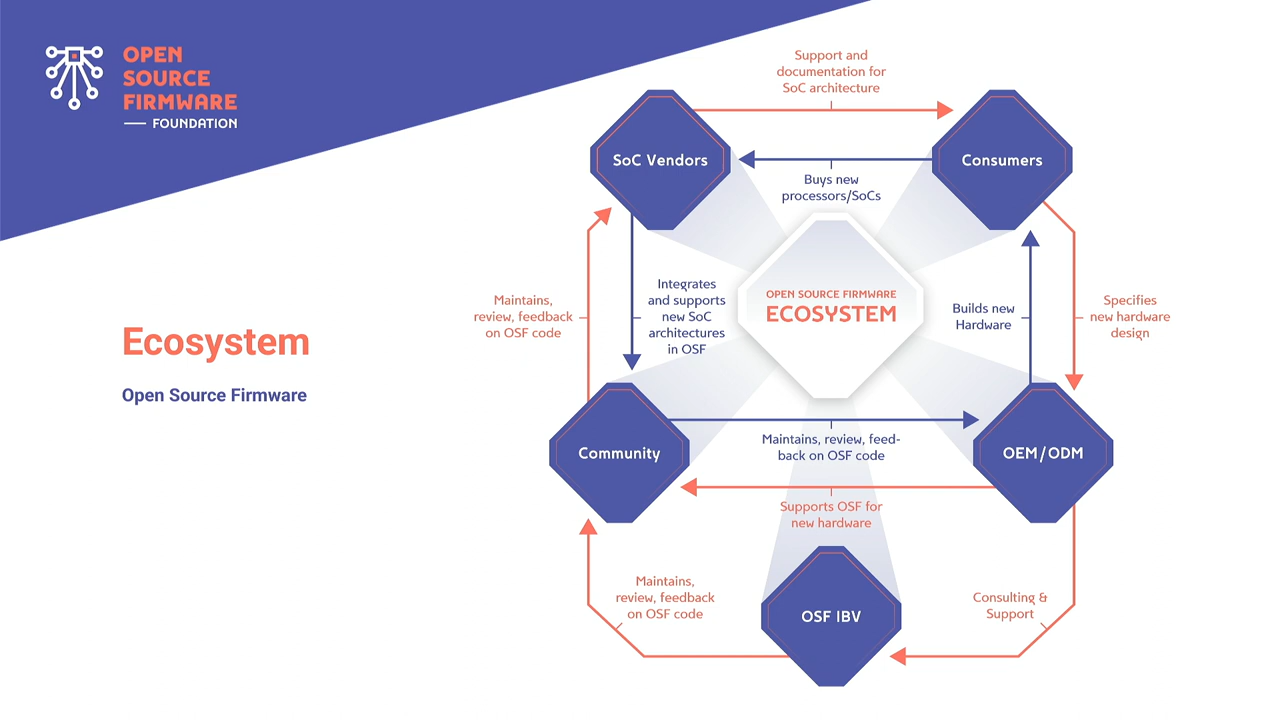 OPEN
SOURCE
FIRMWARE
FOUNDATION
Ecosystem
Open Source Firmware
Support and
documentation for
SoC architecture
SoC Vendors
Consumers
Buys new
processors/SoCs
Maintains,
review, feedback
on OSF code
Integrates
and supports
new SoC
architectures
in OSF
OPEN SOURCE FIRMWARE
ECOSYSTEM
Builds new
Hardware
Specifies
new hardware
design
Community
Maintains, review, feed-
back on OSF code
OEM/ODM
Supports OSF for
new hardware
Maintains,
review, feedback
on OSF code
OSF IBV
Consulting &
Support